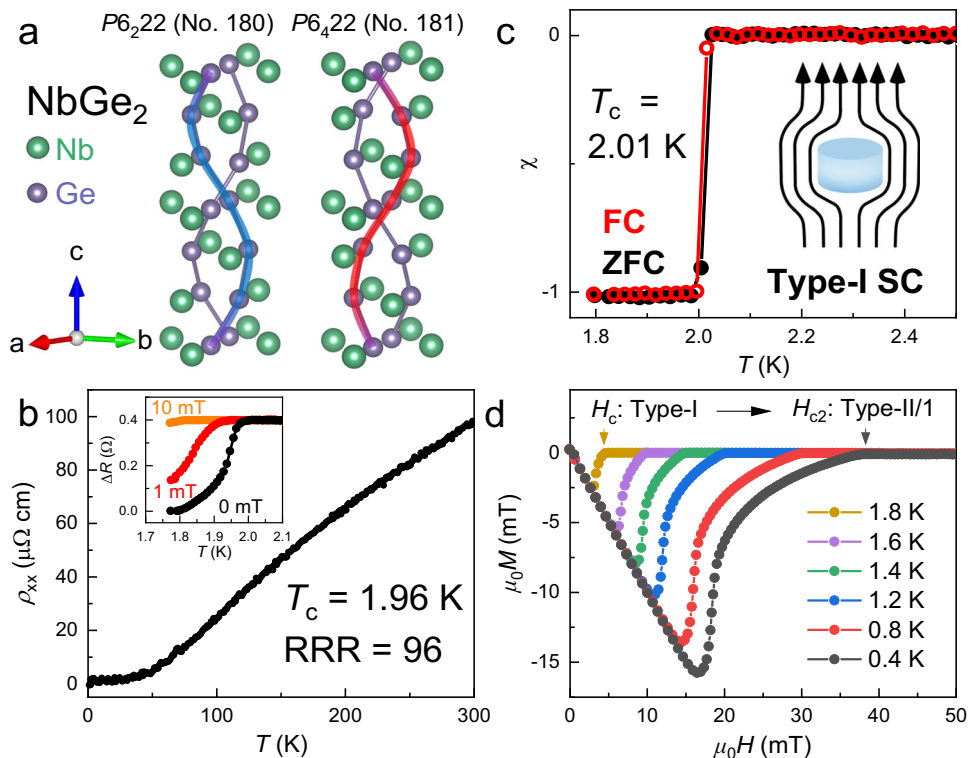 a
P6₂22 (No. 180)
P6₄22 (No. 181)
NbGe₂
Nb
Ge
c
a
b
c
0
-1
χ
T_c =
2.01 K
FC
ZFC
Type-I SC
1.8
2.0
2.2
2.4
T (K)
b
100
80
60
40
20
0
ρxx (μΩ cm)
0
100
200
300
T (K)
T_c = 1.96 K
RRR = 96
10 mT
1 mT
0 mT
0.4
0.2
0.0
ΔR (Ω)
1.7
1.8
1.9
2.0
2.1
T (K)
d
H_c: Type-I
H_c2: Type-II/1
0
-5
-10
-15
μ₀M (mT)
1.8 K
1.6 K
1.4 K
1.2 K
0.8 K
0.4 K
0
10
20
30
40
50
μ₀H (mT)